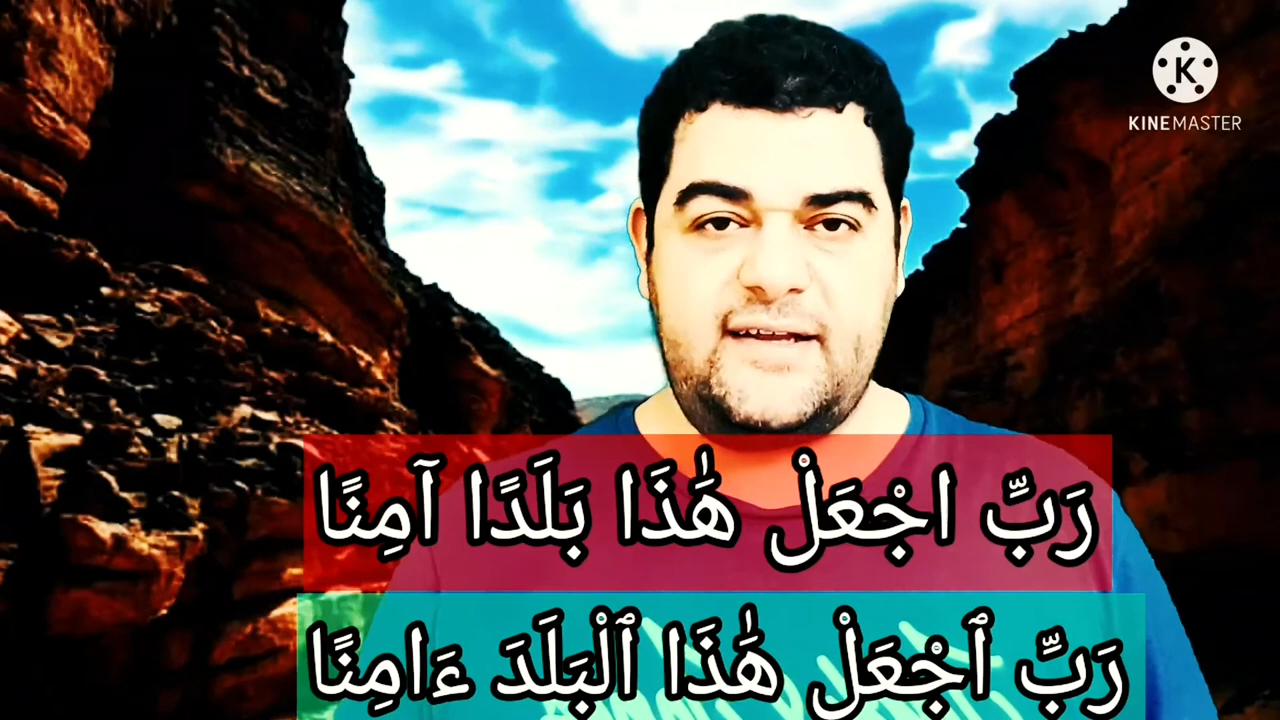 K
KINEMASTER
رَبِّ اجْعَلْ هَٰذَا بَلَدًا آمِنًا
رَبِّ ٱجْعَلْ هَٰذَا ٱلْبَلَدَ ءَامِنًا